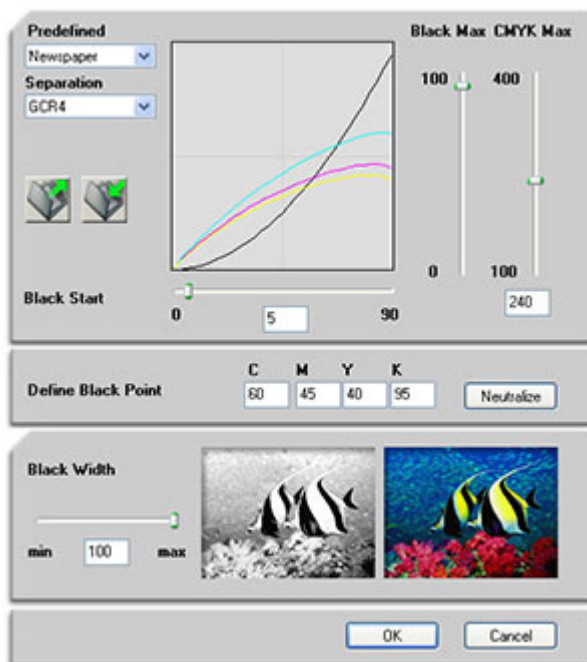 Predefined
Newspaper
Separation
GCR4
Black Max CMYK Max
100 400
0 100
240
Black Start
0 5 90
C M Y K
Define Black Point 60 45 40 95 Neutralize
Black Width
min 100 max
OK Cancel